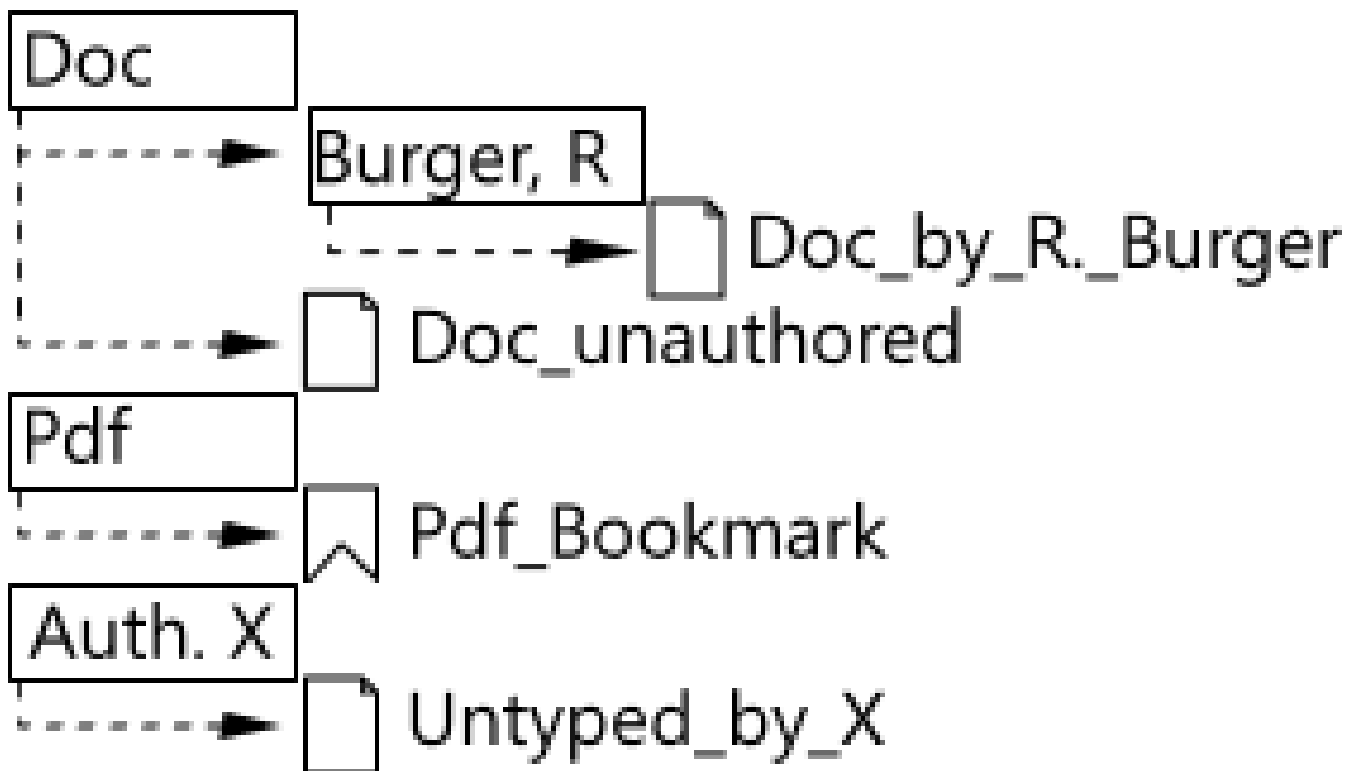 Doc
Burger, R
Doc_by_R._Burger
Doc_unauthored
Pdf
Pdf_Bookmark
Auth. X
Untyped_by_X